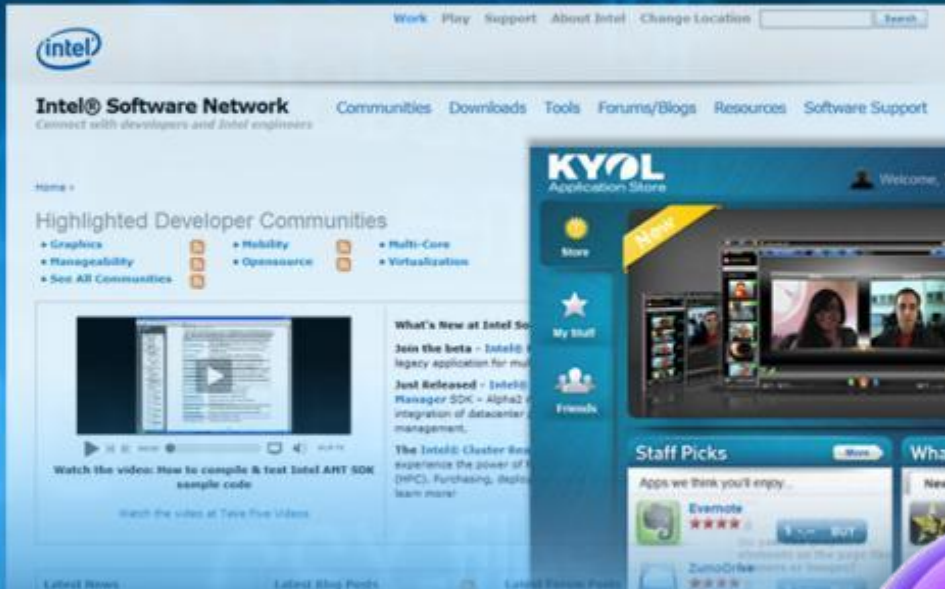 Work Play Support About Intel Change Location Search
intel
Intel® Software Network
Connect with developers and Intel engineers
Communities Downloads Tools Forums/Blogs Resources Software Support
Home ›
Highlighted Developer Communities
• Graphics
• Mobility
• Multi-Core
• Manageability
• Opensource
• Virtualization
• See All Communities
What's New at Intel So
Join the beta - Intel®
legacy application for mul
Just Released - Intel®
Manager SDK - Alpha2
integration of datacenter
management.
The Intel® Cluster Rea
experience the power of
(HPC). Purchasing, deplo
learn more!
Watch the video: How to compile & test Intel AMT SDK
sample code
Watch the video at Take Five Videos
Latest News
Latest Blog Posts
Latest Forum Posts
KYOL
Application Store
Welcome,
Store
New
My Stuff
Friends
Staff Picks
More
Wha
Apps we think you'll enjoy...
New
Evernote
BUY
ZumoDrive